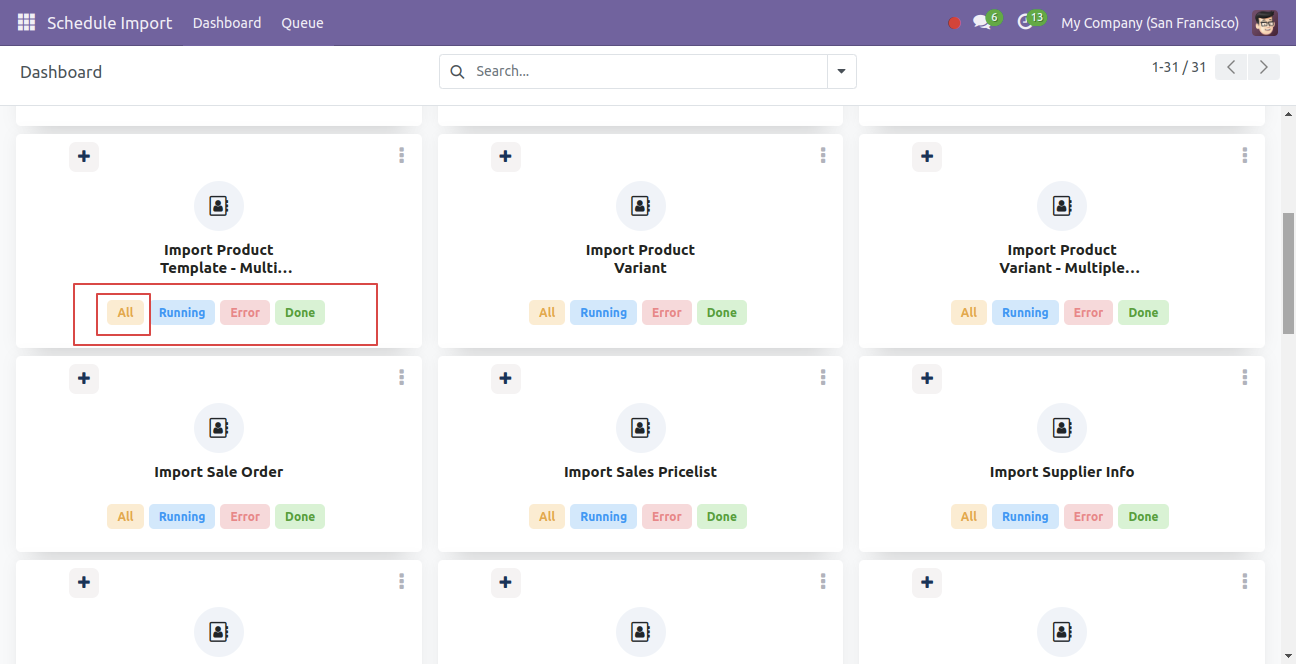 Schedule Import Dashboard Queue 6 13 My Company (San Francisco)
Dashboard Search... 1-31 / 31
Import Product
Template - Multi...
All Running Error Done
Import Product
Variant
All Running Error Done
Import Product
Variant - Multiple...
All Running Error Done
Import Sale Order
All Running Error Done
Import Sales Pricelist
All Running Error Done
Import Supplier Info
All Running Error Done